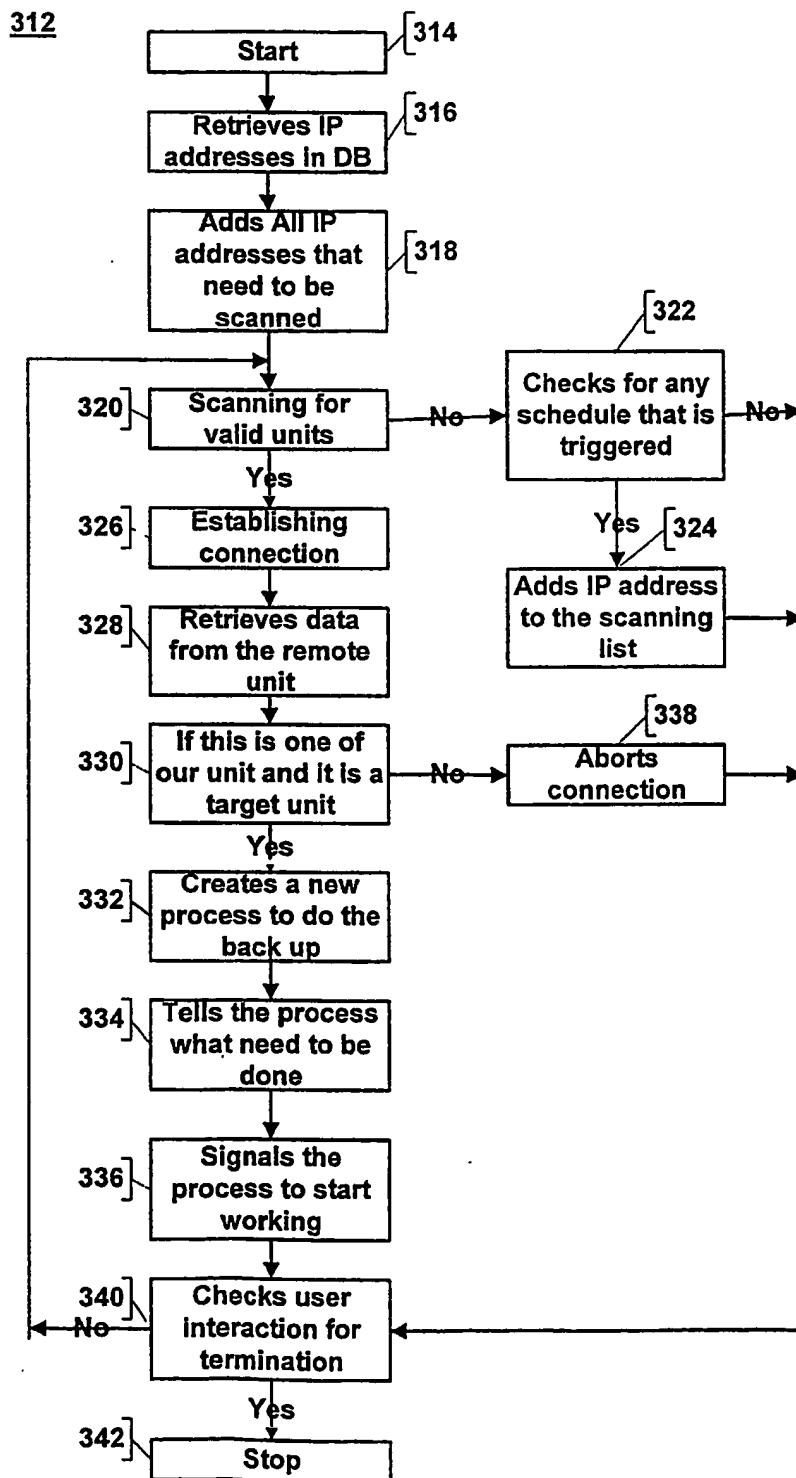 312
Start
314
Retrieves IP
addresses in DB
316
Adds All IP
addresses that
need to be
scanned
318
320
Scanning for
valid units
No
Yes
322
Checks for any
schedule that is
triggered
No
Yes
324
Adds IP address
to the scanning
list
326
Establishing
connection
328
Retrieves data
from the remote
unit
330
If this is one of
our unit and it is a
target unit
No
Yes
338
Aborts
connection
332
Creates a new
process to do the
back up
334
Tells the process
what need to be
done
336
Signals the
process to start
working
340
Checks user
interaction for
termination
No
Yes
342
Stop